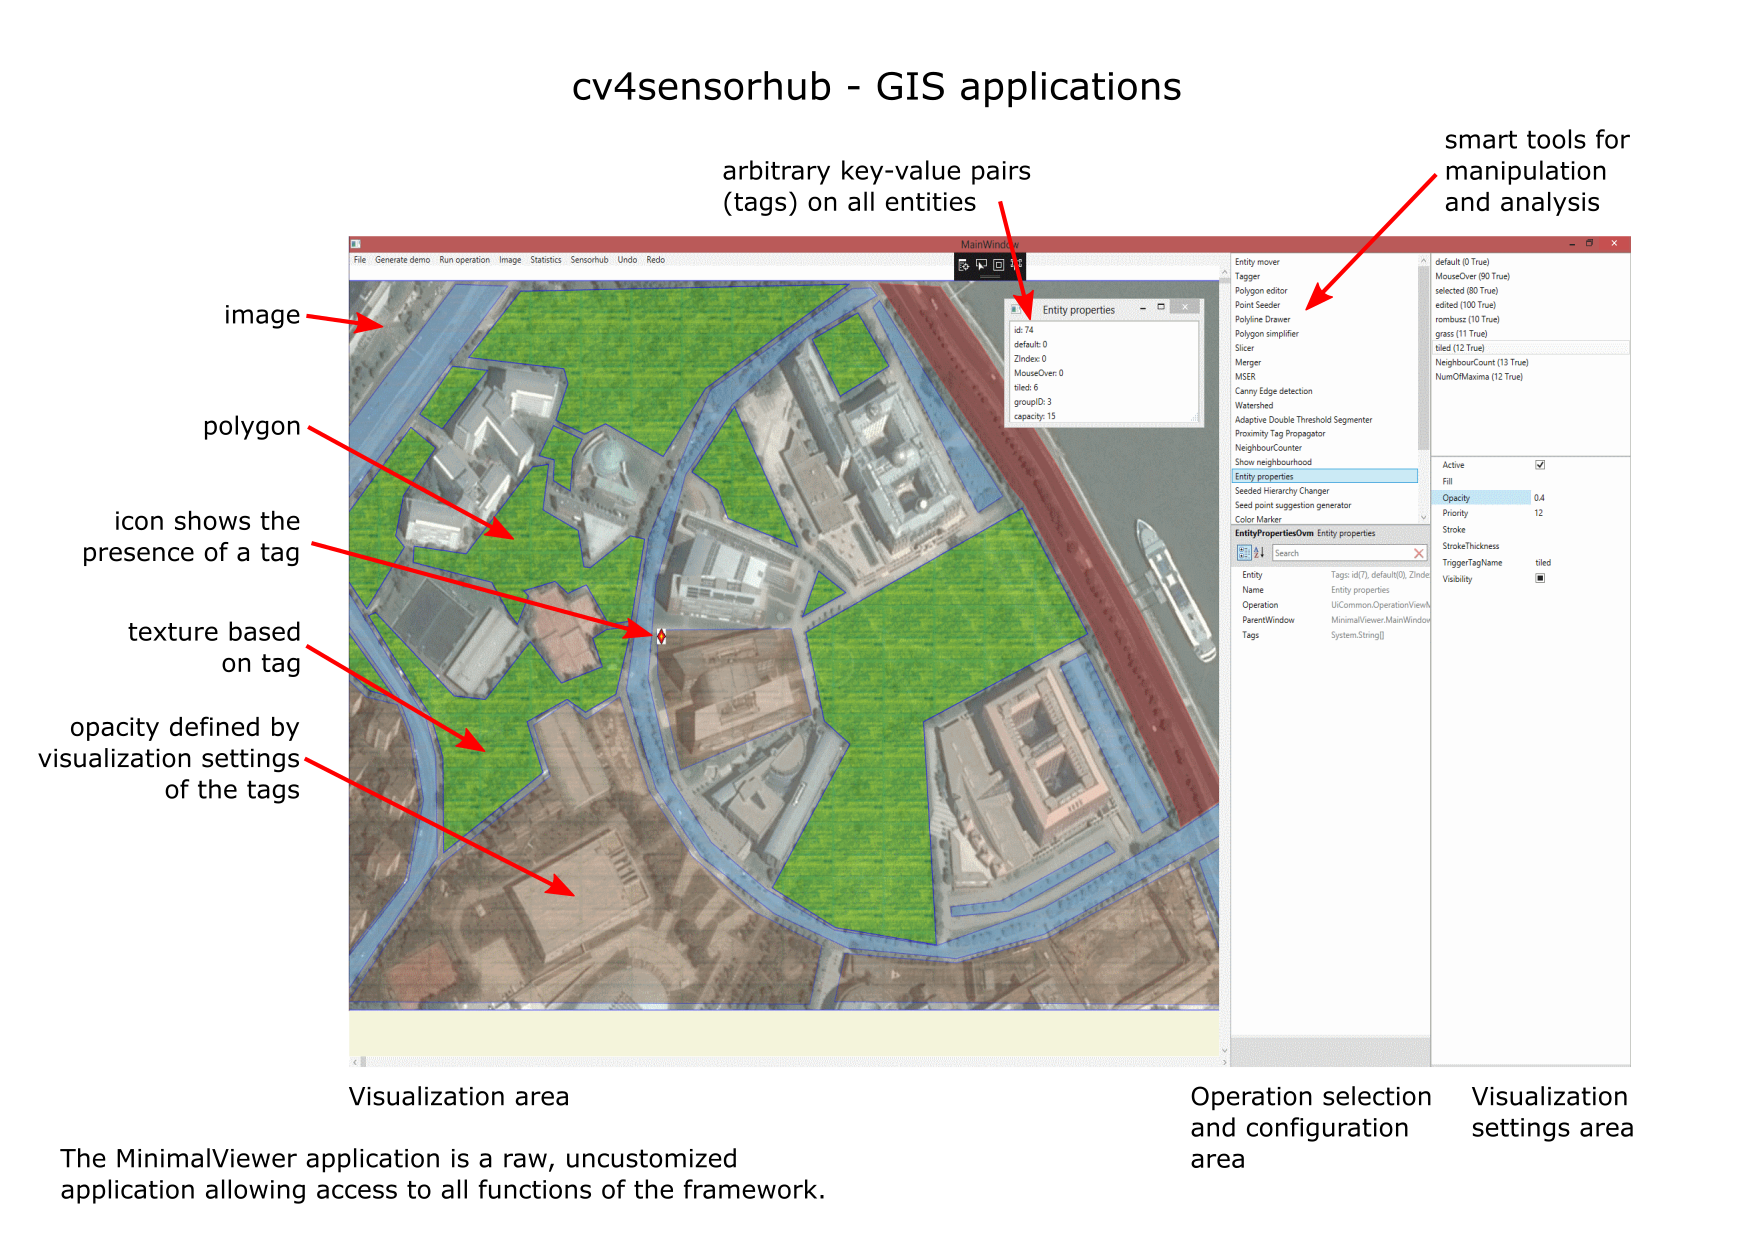 cv4sensorhub - GIS applications
smart tools for
manipulation
and analysis
arbitrary key-value pairs
(tags) on all entities
image
polygon
icon shows the
presence of a tag
texture based
on tag
opacity defined by
visualization settings
of the tags
MainWindow
File Generate demo Run operation Image Statistics Sensorhub Undo Redo
Entity properties
id: 74
default: 0
ZIndex: 0
MouseOver: 0
tiled: 6
groupID: 3
capacity: 15
Entity mover
Tagger
Polygon editor
Point Seeder
Polyline Drawer
Polygon simplifier
Slicer
Merger
MSER
Canny Edge detection
Watershed
Adaptive Double Threshold Segmenter
Proximity Tag Propagator
NeighbourCounter
Show neighbourhood
Entity properties
Seeded Hierarchy Changer
Seed point suggestion generator
Color Marker
EntityPropertiesOvm Entity properties
Search
Entity Tags: id(7), default(0), ZInde
Name Entity properties
Operation UiCommon.OperationViewM
ParentWindow MinimalViewer.MainWindow
Tags System.String[]
default (0 True)
MouseOver (90 True)
selected (80 True)
edited (100 True)
rombusz (10 True)
grass (11 True)
tiled (12 True)
NeighbourCount (13 True)
NumOfMaxima (12 True)
Active
Fill
Opacity 0.4
Priority 12
Stroke
StrokeThickness
TriggerTagName tiled
Visibility
Visualization area
Operation selection
and configuration
area
Visualization
settings area
The MinimalViewer application is a raw, uncustomized
application allowing access to all functions of the framework.